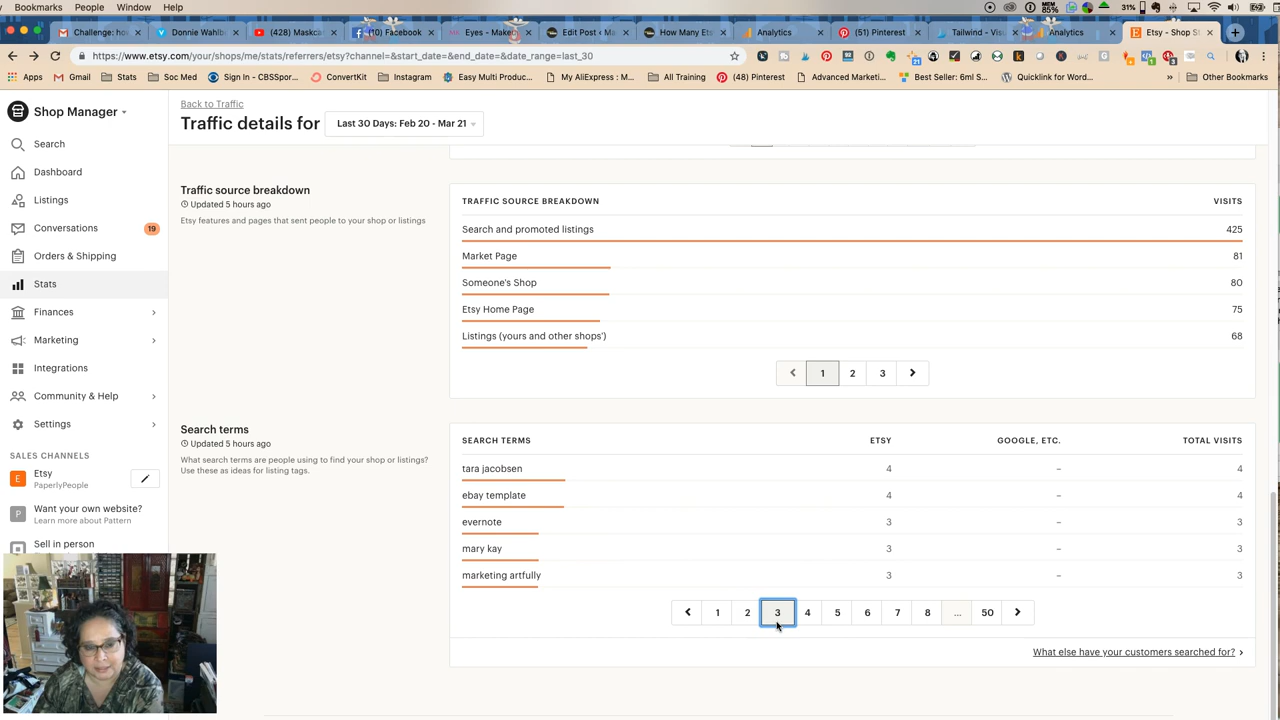 Bookmarks People Window Help
31%
Challenge: ho
Donnie Wahlb
(428) Maskca
(10) Facebook
Eyes - Make
Edit Post ‹ Ma
How Many Ets
Analytics
(51) Pinterest
Tailwind - Vis
Analytics
Etsy - Shop St
https://www.etsy.com/your/shops/me/stats/referrers/etsy?channel=&start_date=&end_date=&date_range=last_30
Apps
Gmail
Stats
Soc Med
Sign In - CBSSpor...
ConvertKit
Instagram
Easy Multi Produc...
My AliExpress : M...
All Training
(48) Pinterest
Advanced Marketi...
Best Seller: 6ml S...
Quicklink for Word...
»
Other Bookmarks
Shop Manager
Search
Dashboard
Listings
Conversations 19
Orders & Shipping
Stats
Finances
Marketing
Integrations
Community & Help
Settings
SALES CHANNELS
E Etsy
PaperlyPeople
P Want your own website?
Learn more about Pattern
Sell in person
Back to Traffic
Traffic details for Last 30 Days: Feb 20 - Mar 21
Traffic source breakdown
Updated 5 hours ago
Etsy features and pages that sent people to your shop or listings
TRAFFIC SOURCE BREAKDOWN VISITS
Search and promoted listings 425
Market Page 81
Someone's Shop 80
Etsy Home Page 75
Listings (yours and other shops') 68
1 2 3
Search terms
Updated 5 hours ago
What search terms are people using to find your shop or listings?
Use these as ideas for listing tags.
SEARCH TERMS ETSY GOOGLE, ETC. TOTAL VISITS
tara jacobsen 4 – 4
ebay template 4 – 4
evernote 3 – 3
mary kay 3 – 3
marketing artfully 3 – 3
1 2 3 4 5 6 7 8 ... 50
What else have your customers searched for?